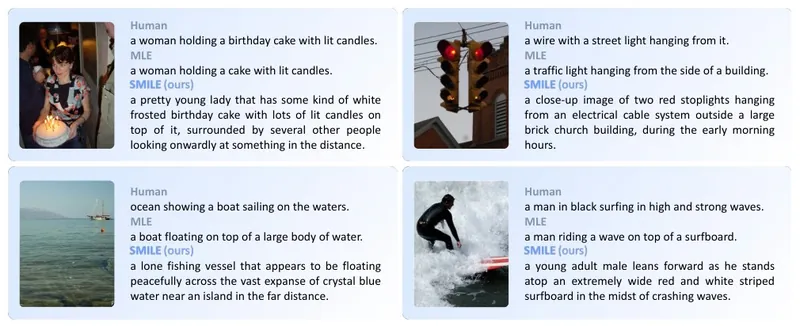 Human
a woman holding a birthday cake with lit candles.
MLE
a woman holding a cake with lit candles.
SMILE (ours)
a pretty young lady that has some kind of white
frosted birthday cake with lots of lit candles on
top of it, surrounded by several other people
looking onwardly at something in the distance.
Human
a wire with a street light hanging from it.
MLE
a traffic light hanging from the side of a building.
SMILE (ours)
a close-up image of two red stoplights hanging
from an electrical cable system outside a large
brick church building, during the early morning
hours.
Human
ocean showing a boat sailing on the waters.
MLE
a boat floating on top of a large body of water.
SMILE (ours)
a lone fishing vessel that appears to be floating
peacefully across the vast expanse of crystal blue
water near an island in the far distance.
Human
a man in black surfing in high and strong waves.
MLE
a man riding a wave on top of a surfboard.
SMILE (ours)
a young adult male leans forward as he stands
atop an extremely wide red and white striped
surfboard in the midst of crashing waves.